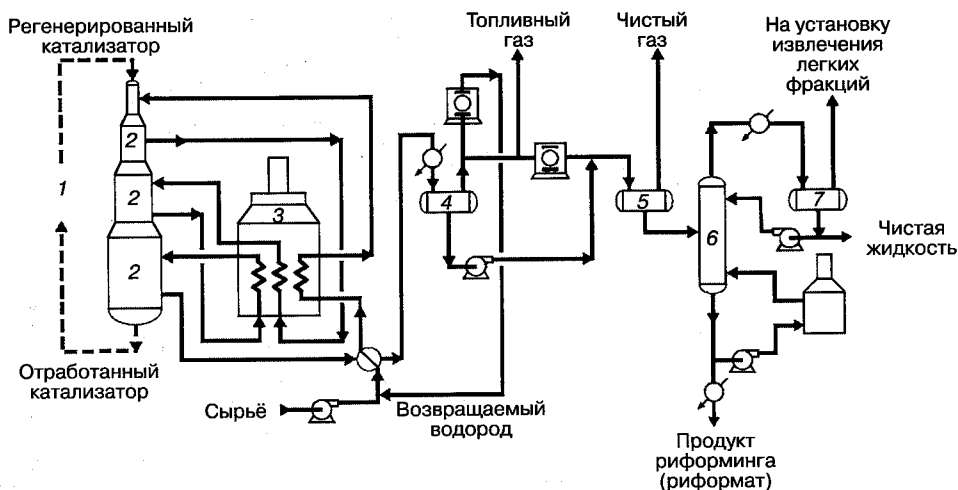 Регенерированный
катализатор
Топливный
газ
Чистый
газ
На установку
извлечения
легких
фракций
1
2
2
2
3
4
5
6
7
Чистая
жидкость
Отработанный
катализатор
Сырьё
Возвращаемый
водород
Продукт
риформинга
(риформат)